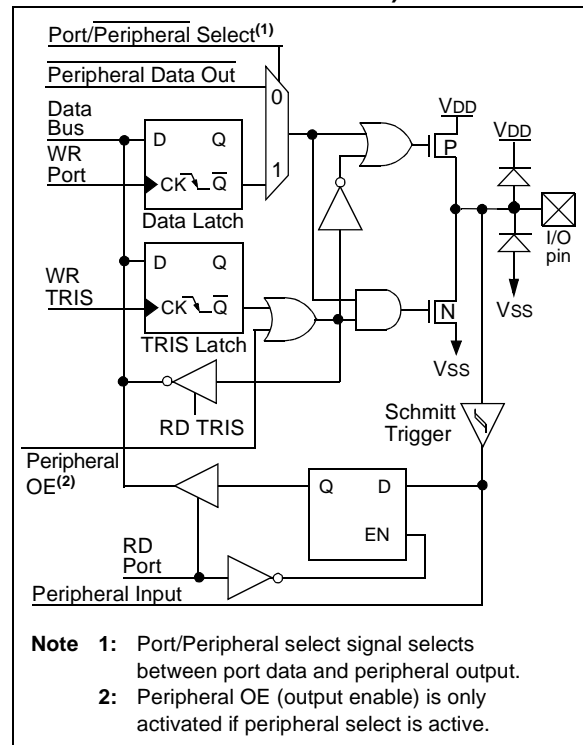 Port/Peripheral Select(1)
Peripheral Data Out
Data
Bus
WR
Port
D Q
CK Q
Data Latch
0
1
VDD
P
VDD
I/O
pin
WR
TRIS
D Q
CK Q
TRIS Latch
N
VSS
VSS
RD TRIS
Schmitt
Trigger
Peripheral
OE(2)
Q D
EN
RD
Port
Peripheral Input
Note 1: Port/Peripheral select signal selects
between port data and peripheral output.
2: Peripheral OE (output enable) is only
activated if peripheral select is active.